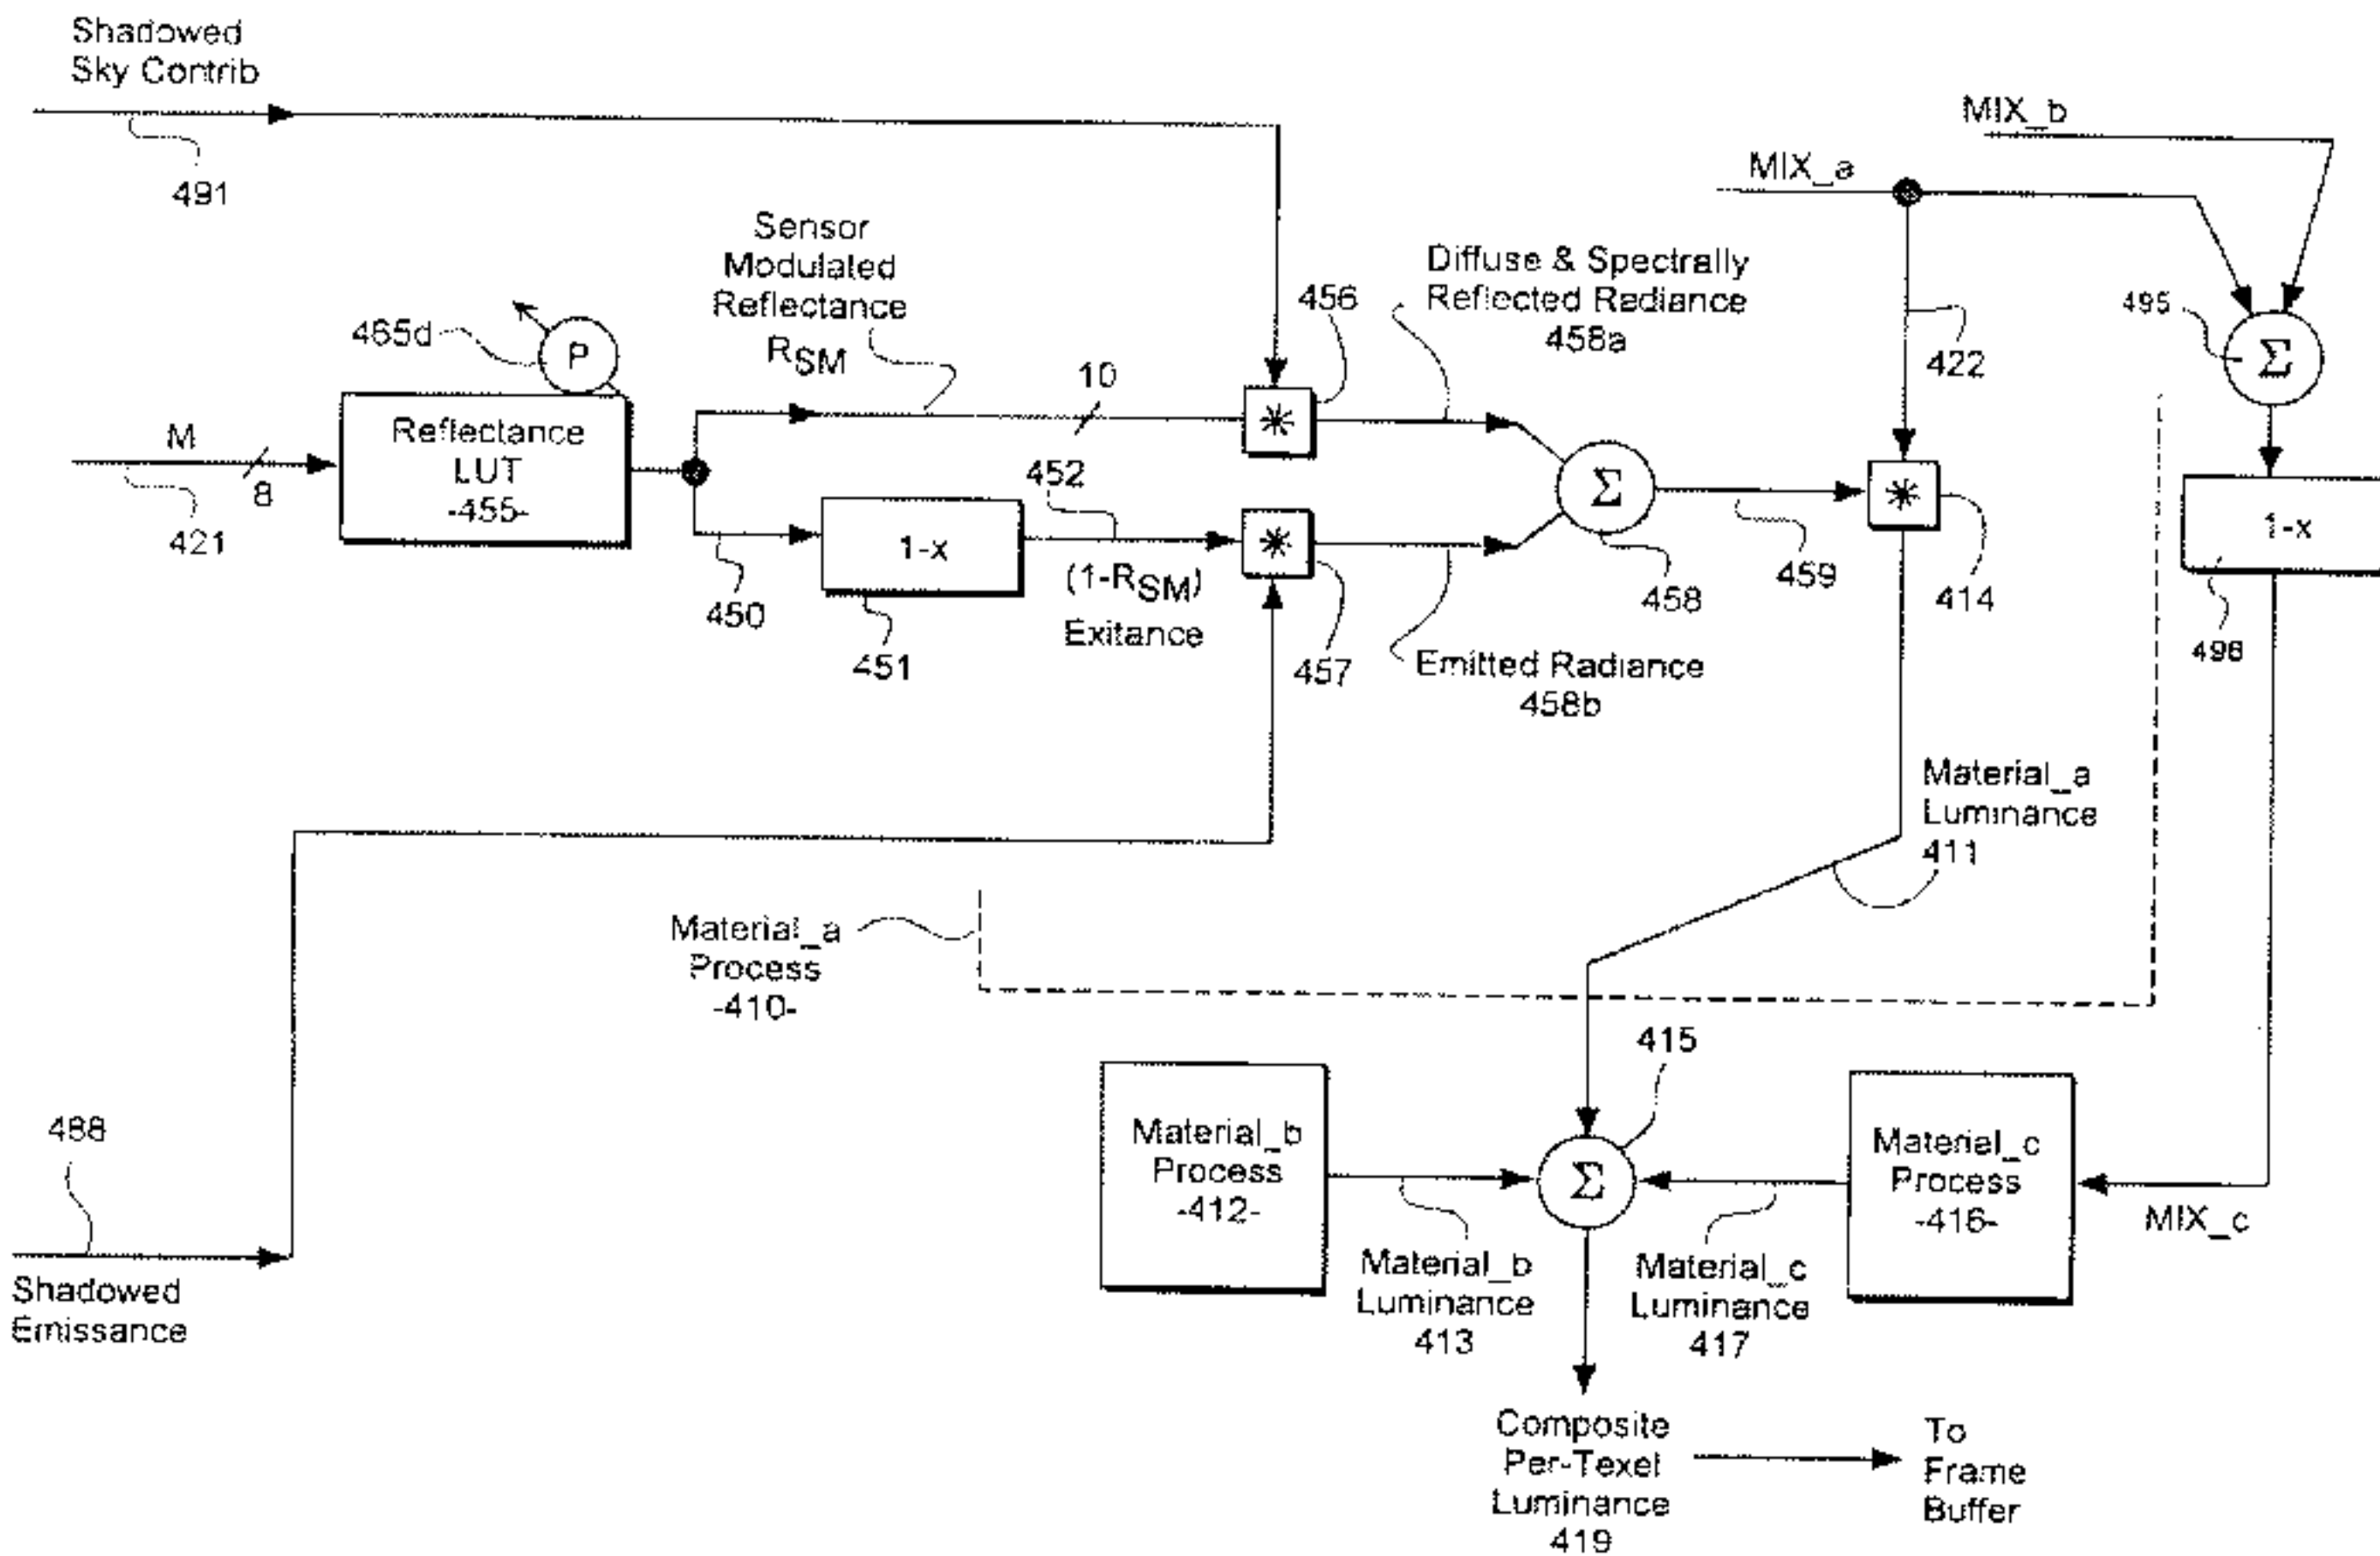 Shadowed
Sky Contrib
491
MIX_b
MIX_a
Sensor
Modulated
Reflectance
RSM
465d
P
456
Diffuse & Spectrally
Reflected Radiance
458a
422
495
Σ
M
8
421
Reflectance
LUT
-455-
10
*
452
450
1-x
451
(1-RSM)
Exitance
*
457
Σ
458
459
*
414
1-x
496
Emitted Radiance
458b
Material_a
Luminance
411
Material_a
Process
-410-
415
488
Shadowed
Emissance
Material_b
Process
-412-
Σ
Material_c
Process
-416-
MIX_c
Material_b
Luminance
413
Material_c
Luminance
417
Composite
Per-Texel
Luminance
419
To
Frame
Buffer